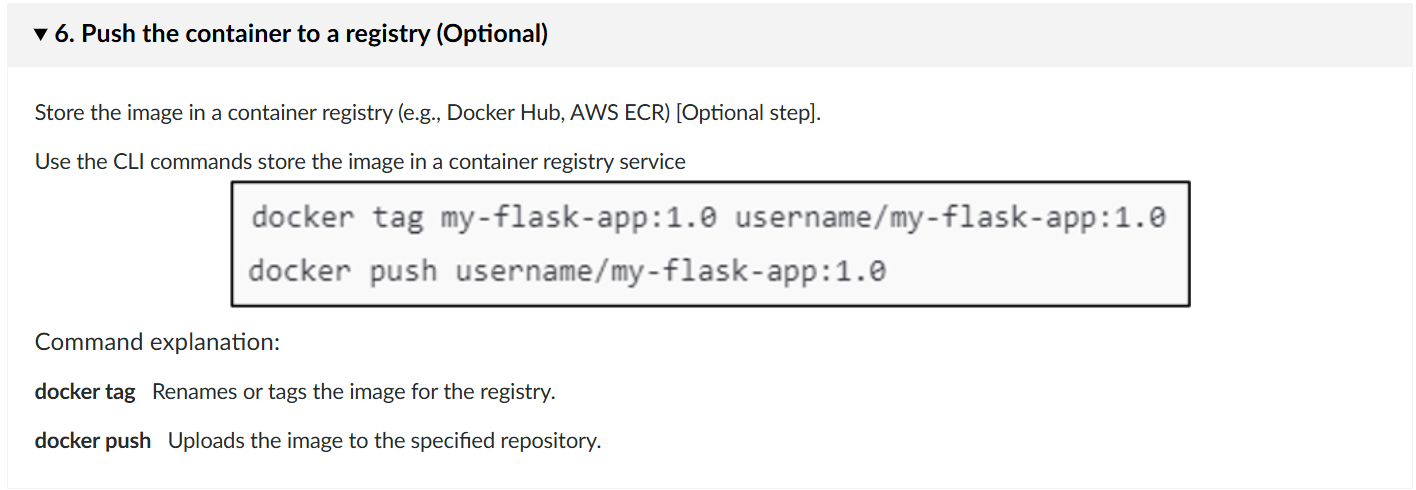 ▼ 6. Push the container to a registry (Optional)
Store the image in a container registry (e.g., Docker Hub, AWS ECR) [Optional step].
Use the CLI commands store the image in a container registry service
docker tag my-flask-app:1.0 username/my-flask-app:1.0
docker push username/my-flask-app:1.0
Command explanation:
docker tag Renames or tags the image for the registry.
docker push Uploads the image to the specified repository.